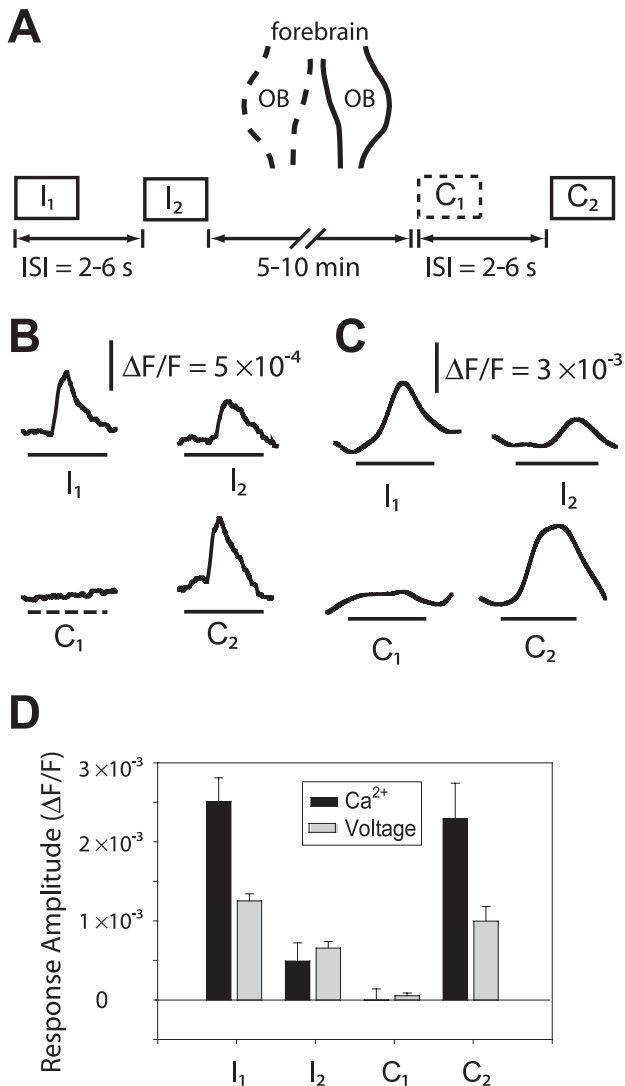 A
forebrain
OB OB
I₁ I₂ C₁ C₂
ISI = 2-6 s 5-10 min ISI = 2-6 s
B
ΔF/F = 5 ×10⁻⁴
I₁ I₂
C₁ C₂
C
ΔF/F = 3 ×10⁻³
I₁ I₂
C₁ C₂
D
Response Amplitude (ΔF/F)
3 ×10⁻³
2 ×10⁻³
1 ×10⁻³
0
Ca²⁺
Voltage
I₁ I₂ C₁ C₂